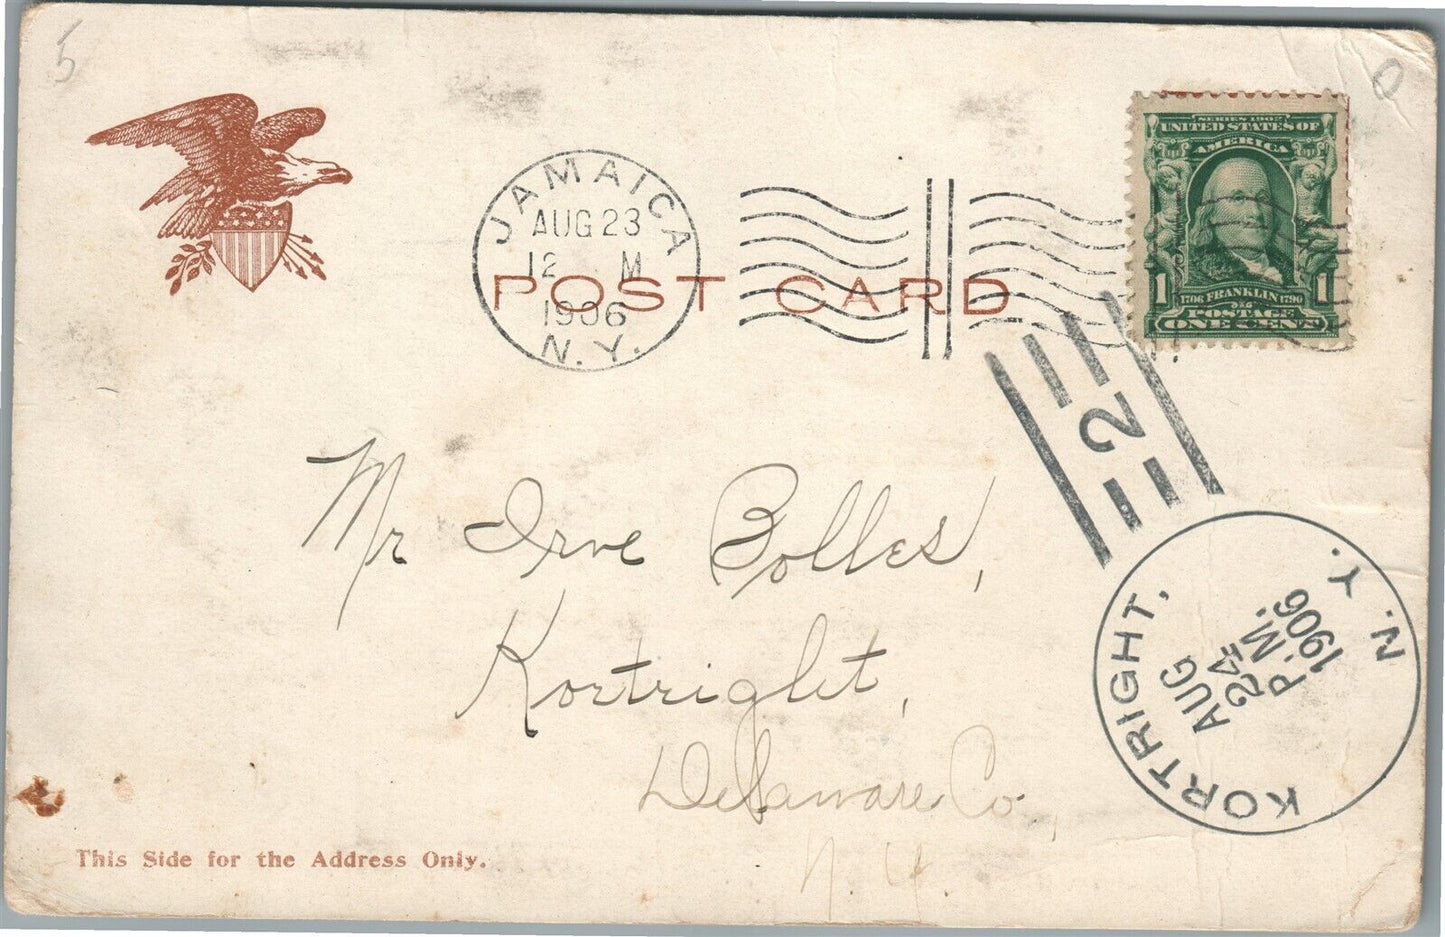 5
0
SERIES 1902
UNITED STATES OF
AMERICA
1 1706 FRANKLIN 1790 1
POSTAGE
ONE CENT
JAMAICA
AUG 23
12 M
1906
N.Y.
POST CARD
2
Mr Irve Bolles,
Kortright,
Delaware Co.,
N. Y.
KORTRIGHT, N.Y.
AUG
24
P.M.
1906
This Side for the Address Only.